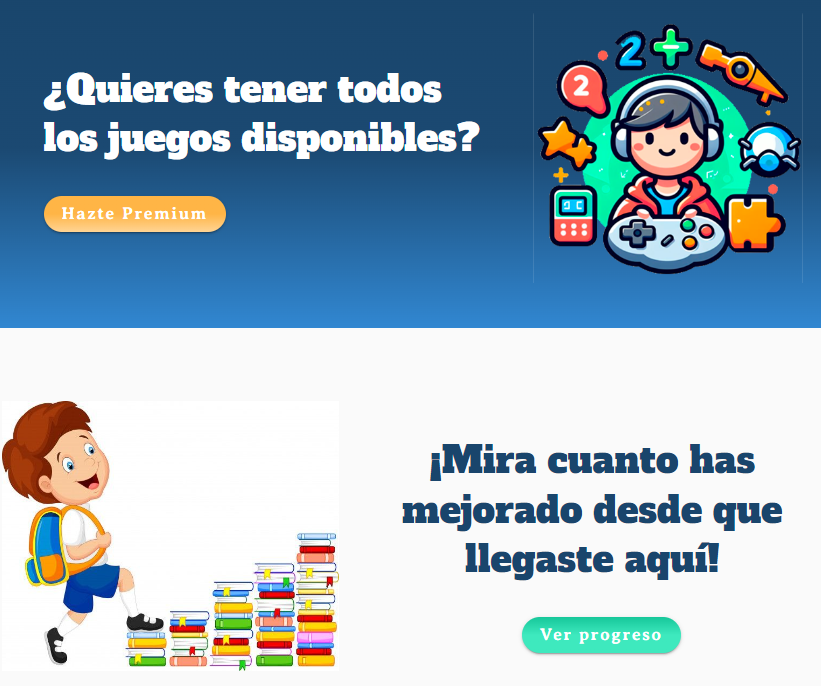 ¿Quieres tener todos
los juegos disponibles?
Hazte Premium
2
2
¡Mira cuanto has
mejorado desde que
llegaste aquí!
Ver progreso